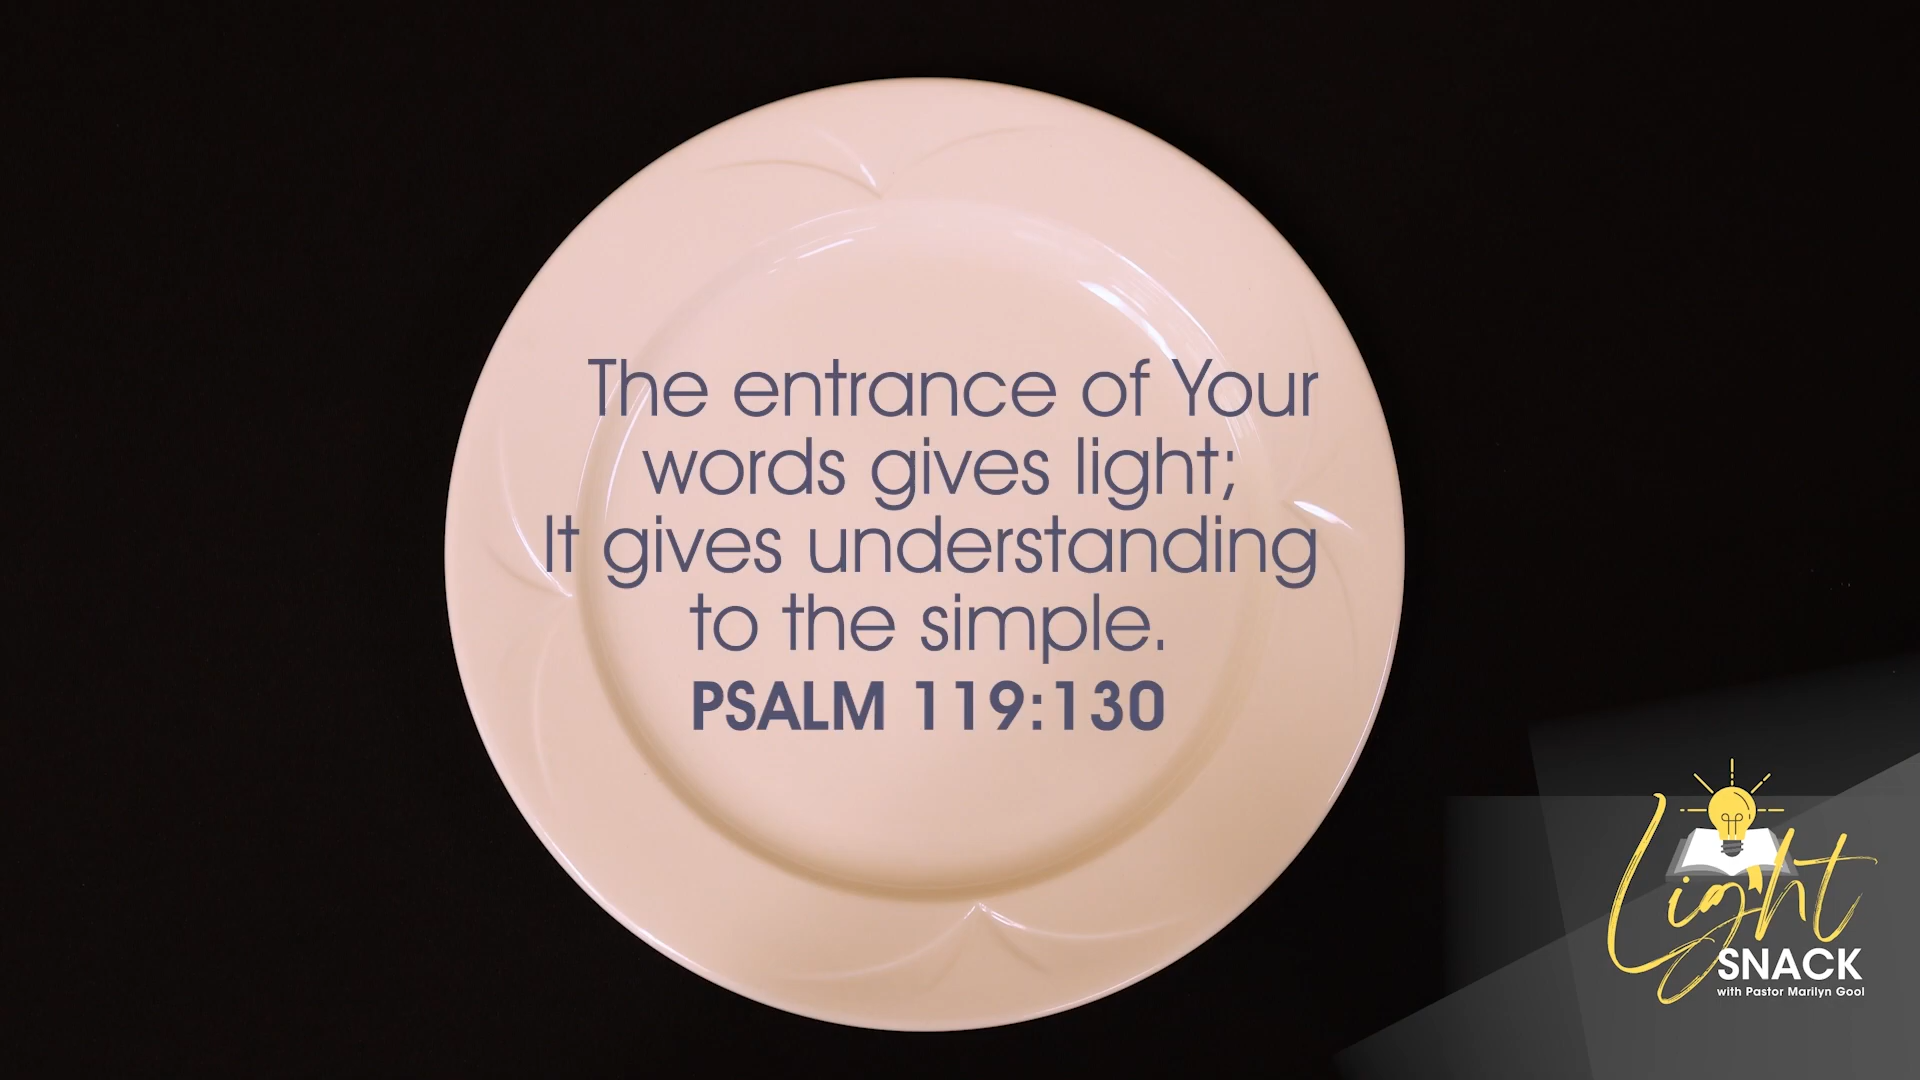 The entrance of Your
words gives light;
It gives understanding
to the simple.
PSALM 119:130
Light
SNACK
with Pastor Marilyn Gool